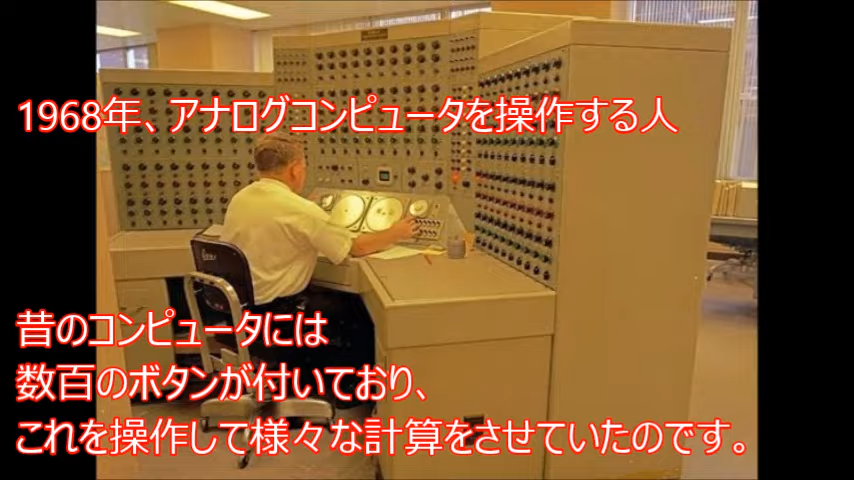 1968年、アナログコンピュータを操作する人
昔のコンピュータには
数百のボタンが付いており、
これを操作して様々な計算をさせていたのです。